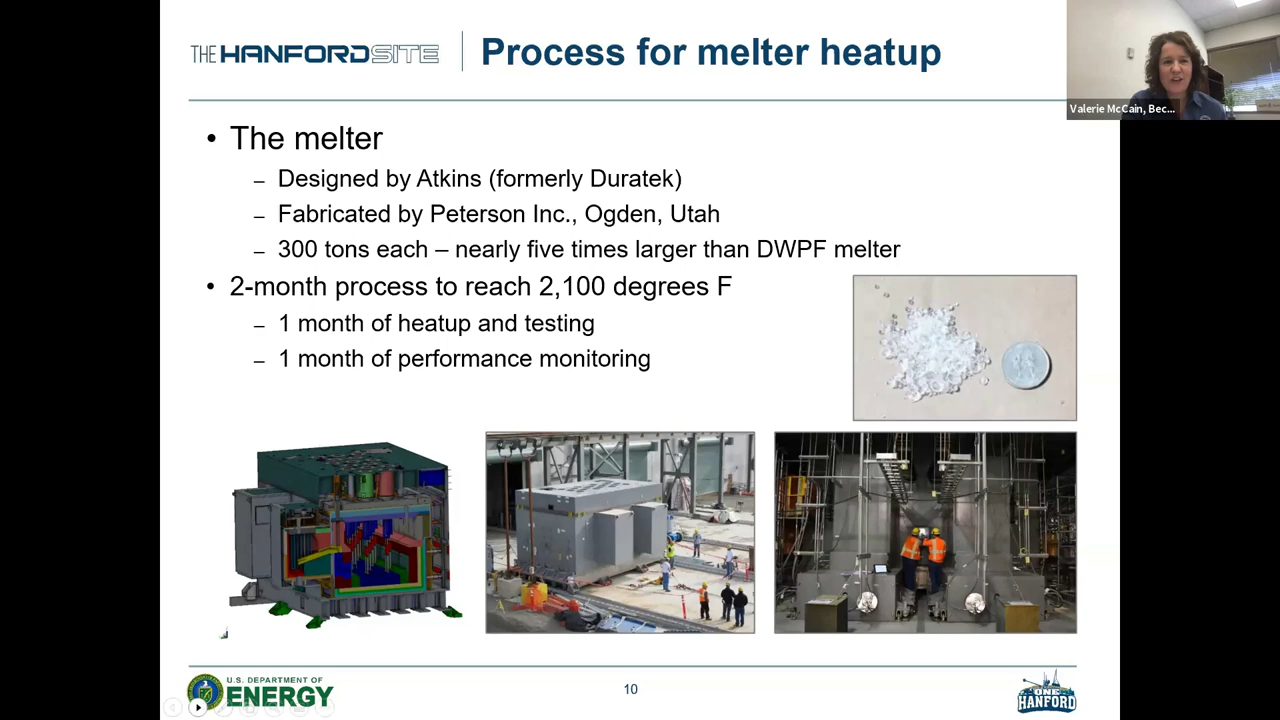 THE HANFORDSITE
Process for melter heatup
Valerie McCain, Bec...
• The melter
– Designed by Atkins (formerly Duratek)
– Fabricated by Peterson Inc., Ogden, Utah
– 300 tons each – nearly five times larger than DWPF melter
• 2-month process to reach 2,100 degrees F
– 1 month of heatup and testing
– 1 month of performance monitoring
U.S. DEPARTMENT OF
ENERGY
10
ONE
HANFORD